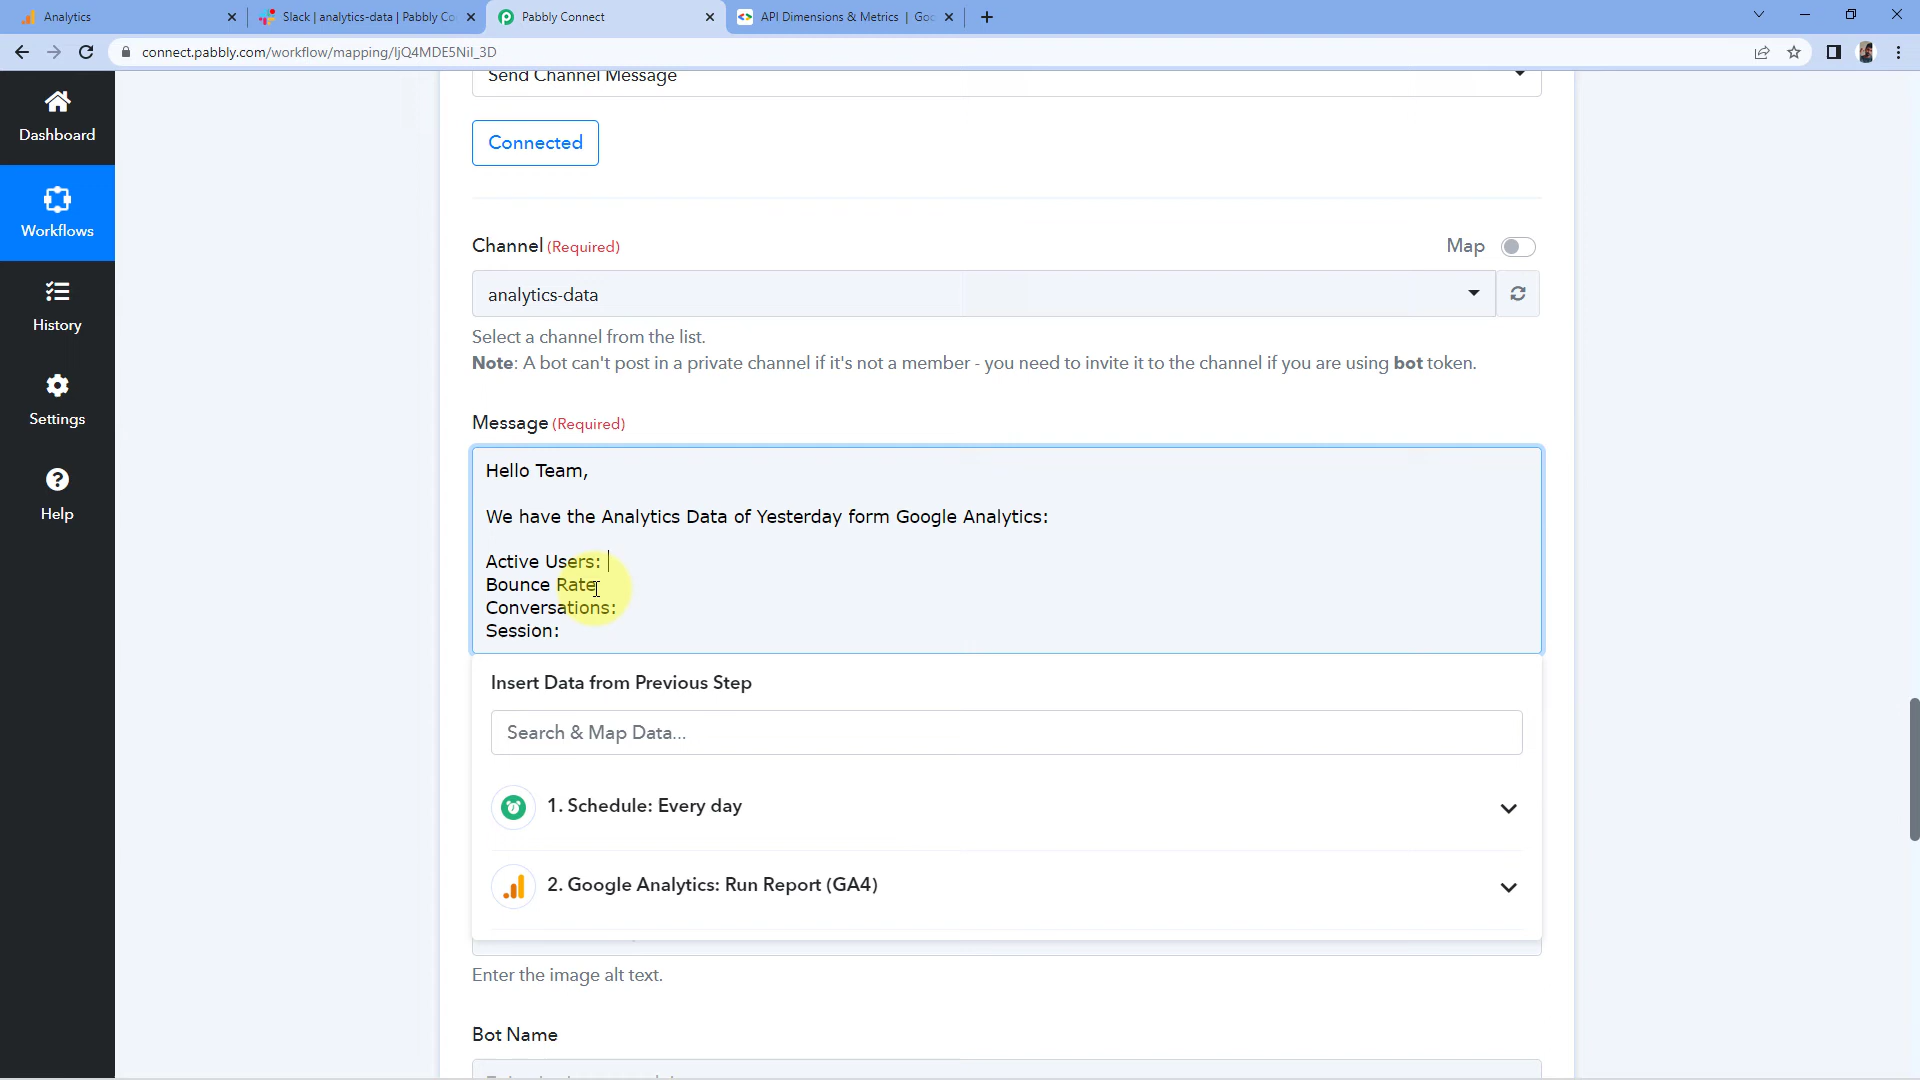 Analytics
Slack | analytics-data | Pabbly Co
Pabbly Connect
API Dimensions & Metrics | Goo
connect.pabbly.com/workflow/mapping/IjQ4MDE5NiI_3D
Dashboard
Workflows
History
Settings
Help
Send Channel Message
Connected
Channel (Required)
Map
analytics-data
Select a channel from the list.
Note: A bot can't post in a private channel if it's not a member - you need to invite it to the channel if you are using bot token.
Message (Required)
Hello Team,
We have the Analytics Data of Yesterday form Google Analytics:
Active Users:
Bounce Rate
Conversations:
Session:
Insert Data from Previous Step
Search & Map Data...
1. Schedule: Every day
2. Google Analytics: Run Report (GA4)
Enter the image alt text.
Bot Name